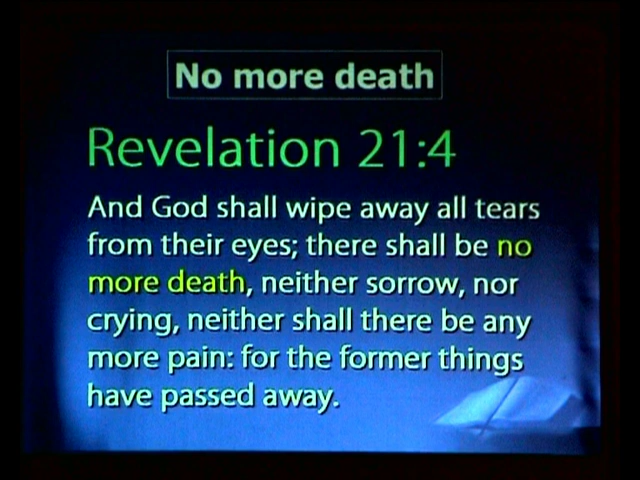 No more death
Revelation 21:4
And God shall wipe away all tears
from their eyes; there shall be no
more death, neither sorrow, nor
crying, neither shall there be any
more pain: for the former things
have passed away.